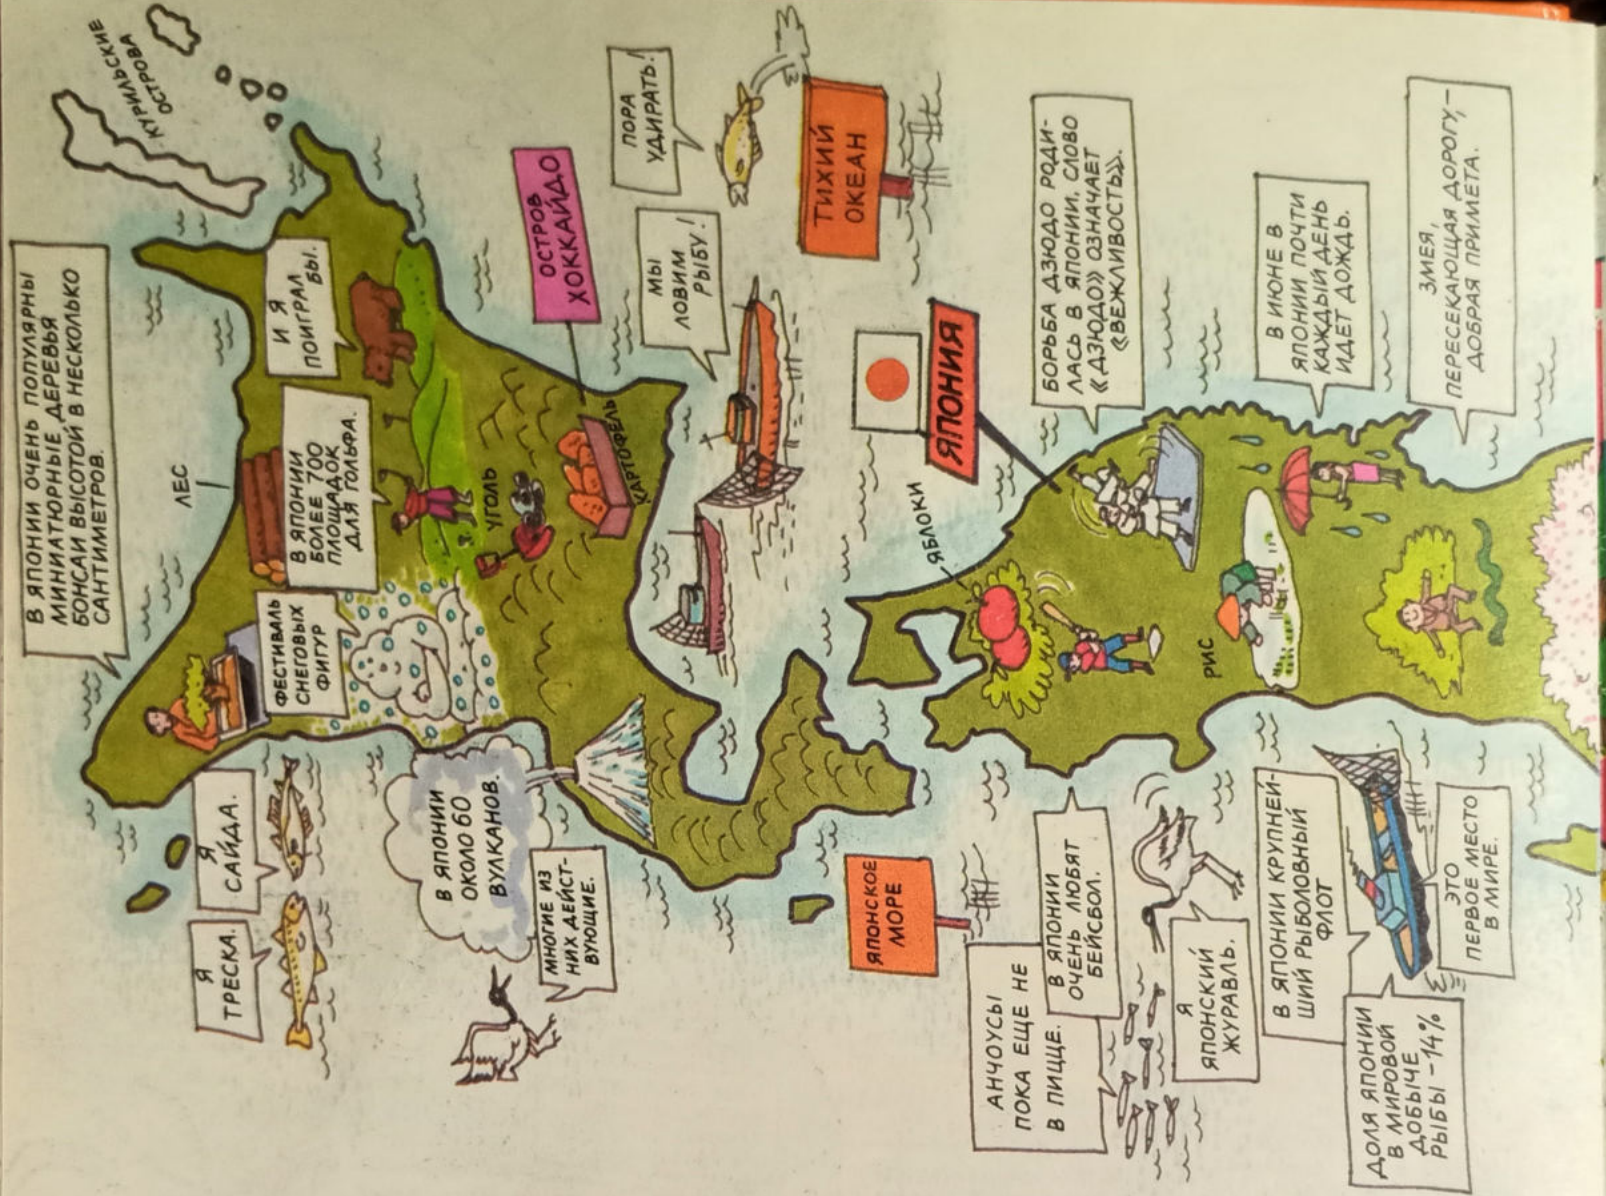 В ЯПОНИИ ОЧЕНЬ ПОПУЛЯРНЫ
МИНИАТЮРНЫЕ ДЕРЕВЬЯ
БОНСАИ ВЫСОТОЙ В НЕСКОЛЬКО
САНТИМЕТРОВ.
КУРИЛЬСКИЕ
ОСТРОВА
ЛЕС
И Я
ПОИГРАЛ
БЫ.
В ЯПОНИИ
БОЛЕЕ 700
ПЛОЩАДОК
ДЛЯ ГОЛЬФА.
ФЕСТИВАЛЬ
СНЕГОВЫХ
ФИГУР
Я
САЙДА.
Я
ТРЕСКА.
УГОЛЬ
КАРТОФЕЛЬ
ОСТРОВ
ХОККАЙДО
В ЯПОНИИ
ОКОЛО 60
ВУЛКАНОВ.
МНОГИЕ ИЗ
НИХ ДЕЙСТ-
ВУЮЩИЕ.
ПОРА
УДИРАТЬ!
МЫ
ЛОВИМ
РЫБУ!
ТИХИЙ
ОКЕАН
ЯПОНИЯ
ЯПОНСКОЕ
МОРЕ
ЯБЛОКИ
БОРЬБА ДЗЮДО РОДИ-
ЛАСЬ В ЯПОНИИ. СЛОВО
«ДЗЮДО» ОЗНАЧАЕТ
«ВЕЖЛИВОСТЬ».
АНЧОУСЫ
ПОКА ЕЩЕ НЕ
В ПИЦЦЕ.
В ЯПОНИИ
ОЧЕНЬ ЛЮБЯТ
БЕЙСБОЛ.
Я
ЯПОНСКИЙ
ЖУРАВЛЬ.
РИС
В ИЮНЕ В
ЯПОНИИ ПОЧТИ
КАЖДЫЙ ДЕНЬ
ИДЕТ ДОЖДЬ.
В ЯПОНИИ КРУПНЕЙ-
ШИЙ РЫБОЛОВНЫЙ
ФЛОТ
ДОЛЯ ЯПОНИИ
В МИРОВОЙ
ДОБЫЧЕ
РЫБЫ – 14%
ЭТО
ПЕРВОЕ МЕСТО
В МИРЕ.
ЗМЕЯ,
ПЕРЕСЕКАЮЩАЯ ДОРОГУ, –
ДОБРАЯ ПРИМЕТА.